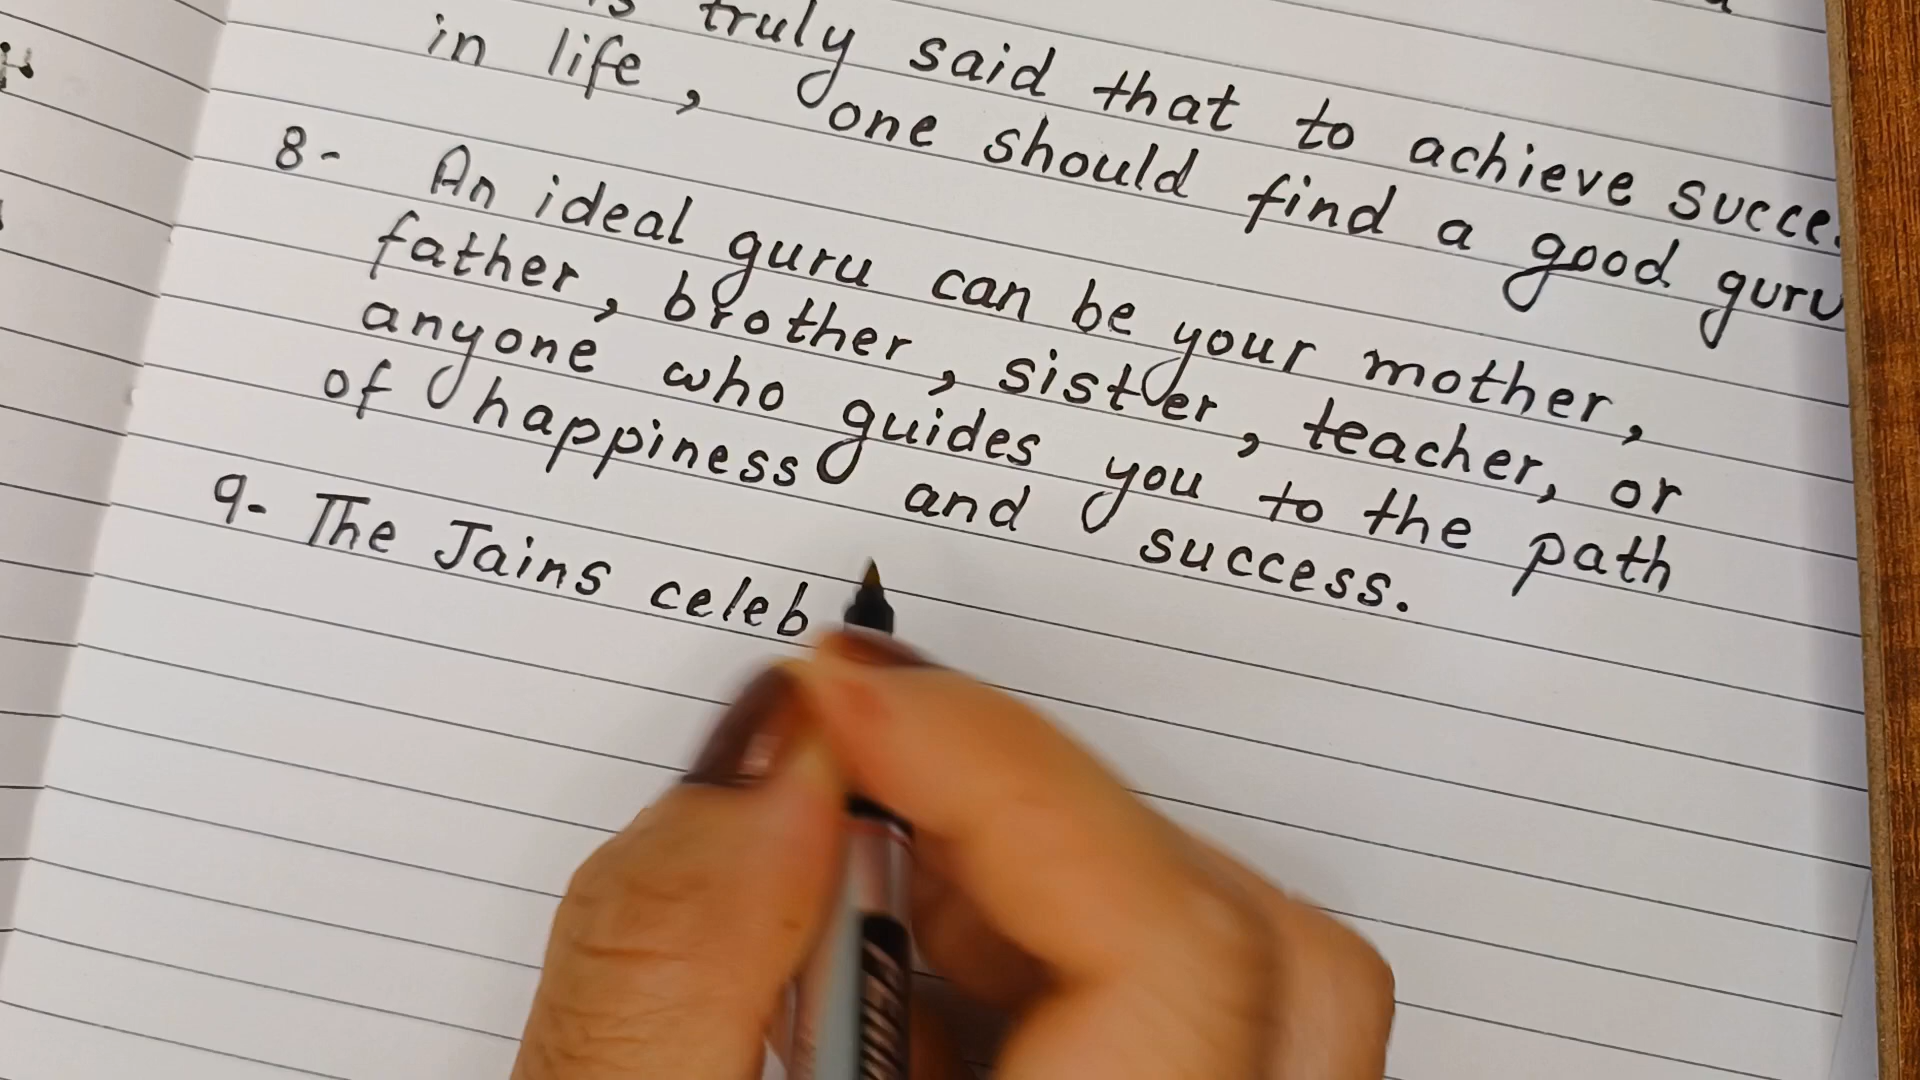 truly said that to achieve succe
in life, one should find a good guru
8- An ideal guru can be your mother,
father, brother, sister, teacher, or
anyone who guides you to the path
of happiness and success.
9- The Jains celeb